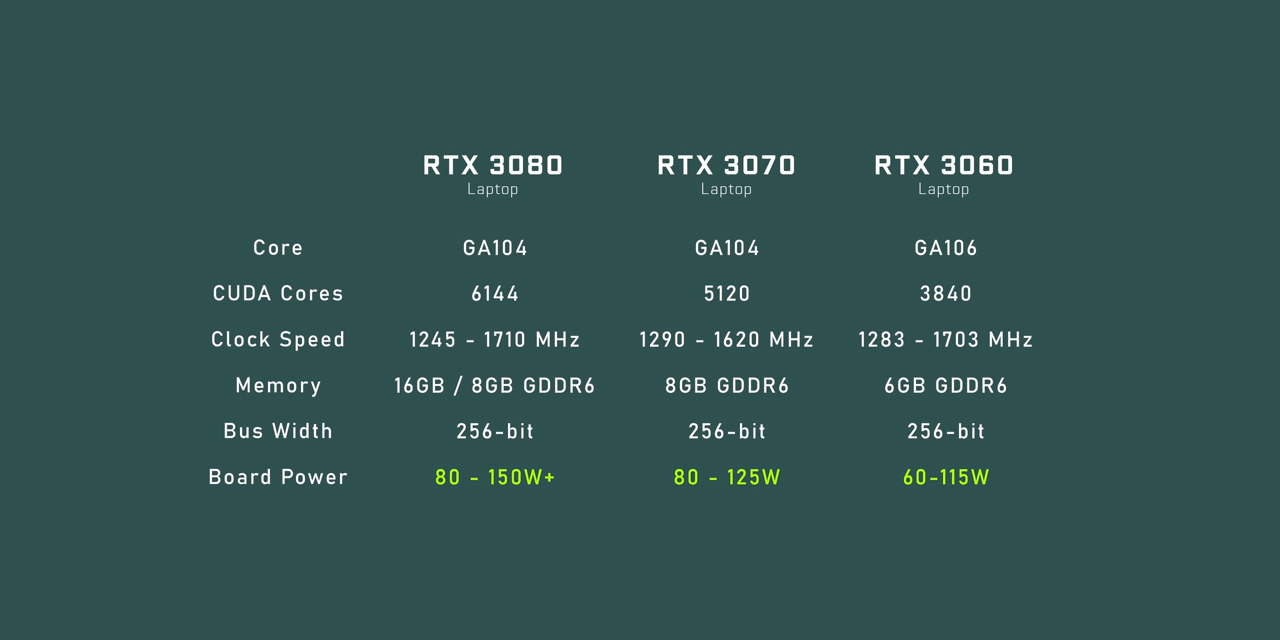 RTX 3080 RTX 3070 RTX 3060
Laptop Laptop Laptop
Core GA104 GA104 GA106
CUDA Cores 6144 5120 3840
Clock Speed 1245 - 1710 MHz 1290 - 1620 MHz 1283 - 1703 MHz
Memory 16GB / 8GB GDDR6 8GB GDDR6 6GB GDDR6
Bus Width 256-bit 256-bit 256-bit
Board Power 80 - 150W+ 80 - 125W 60-115W